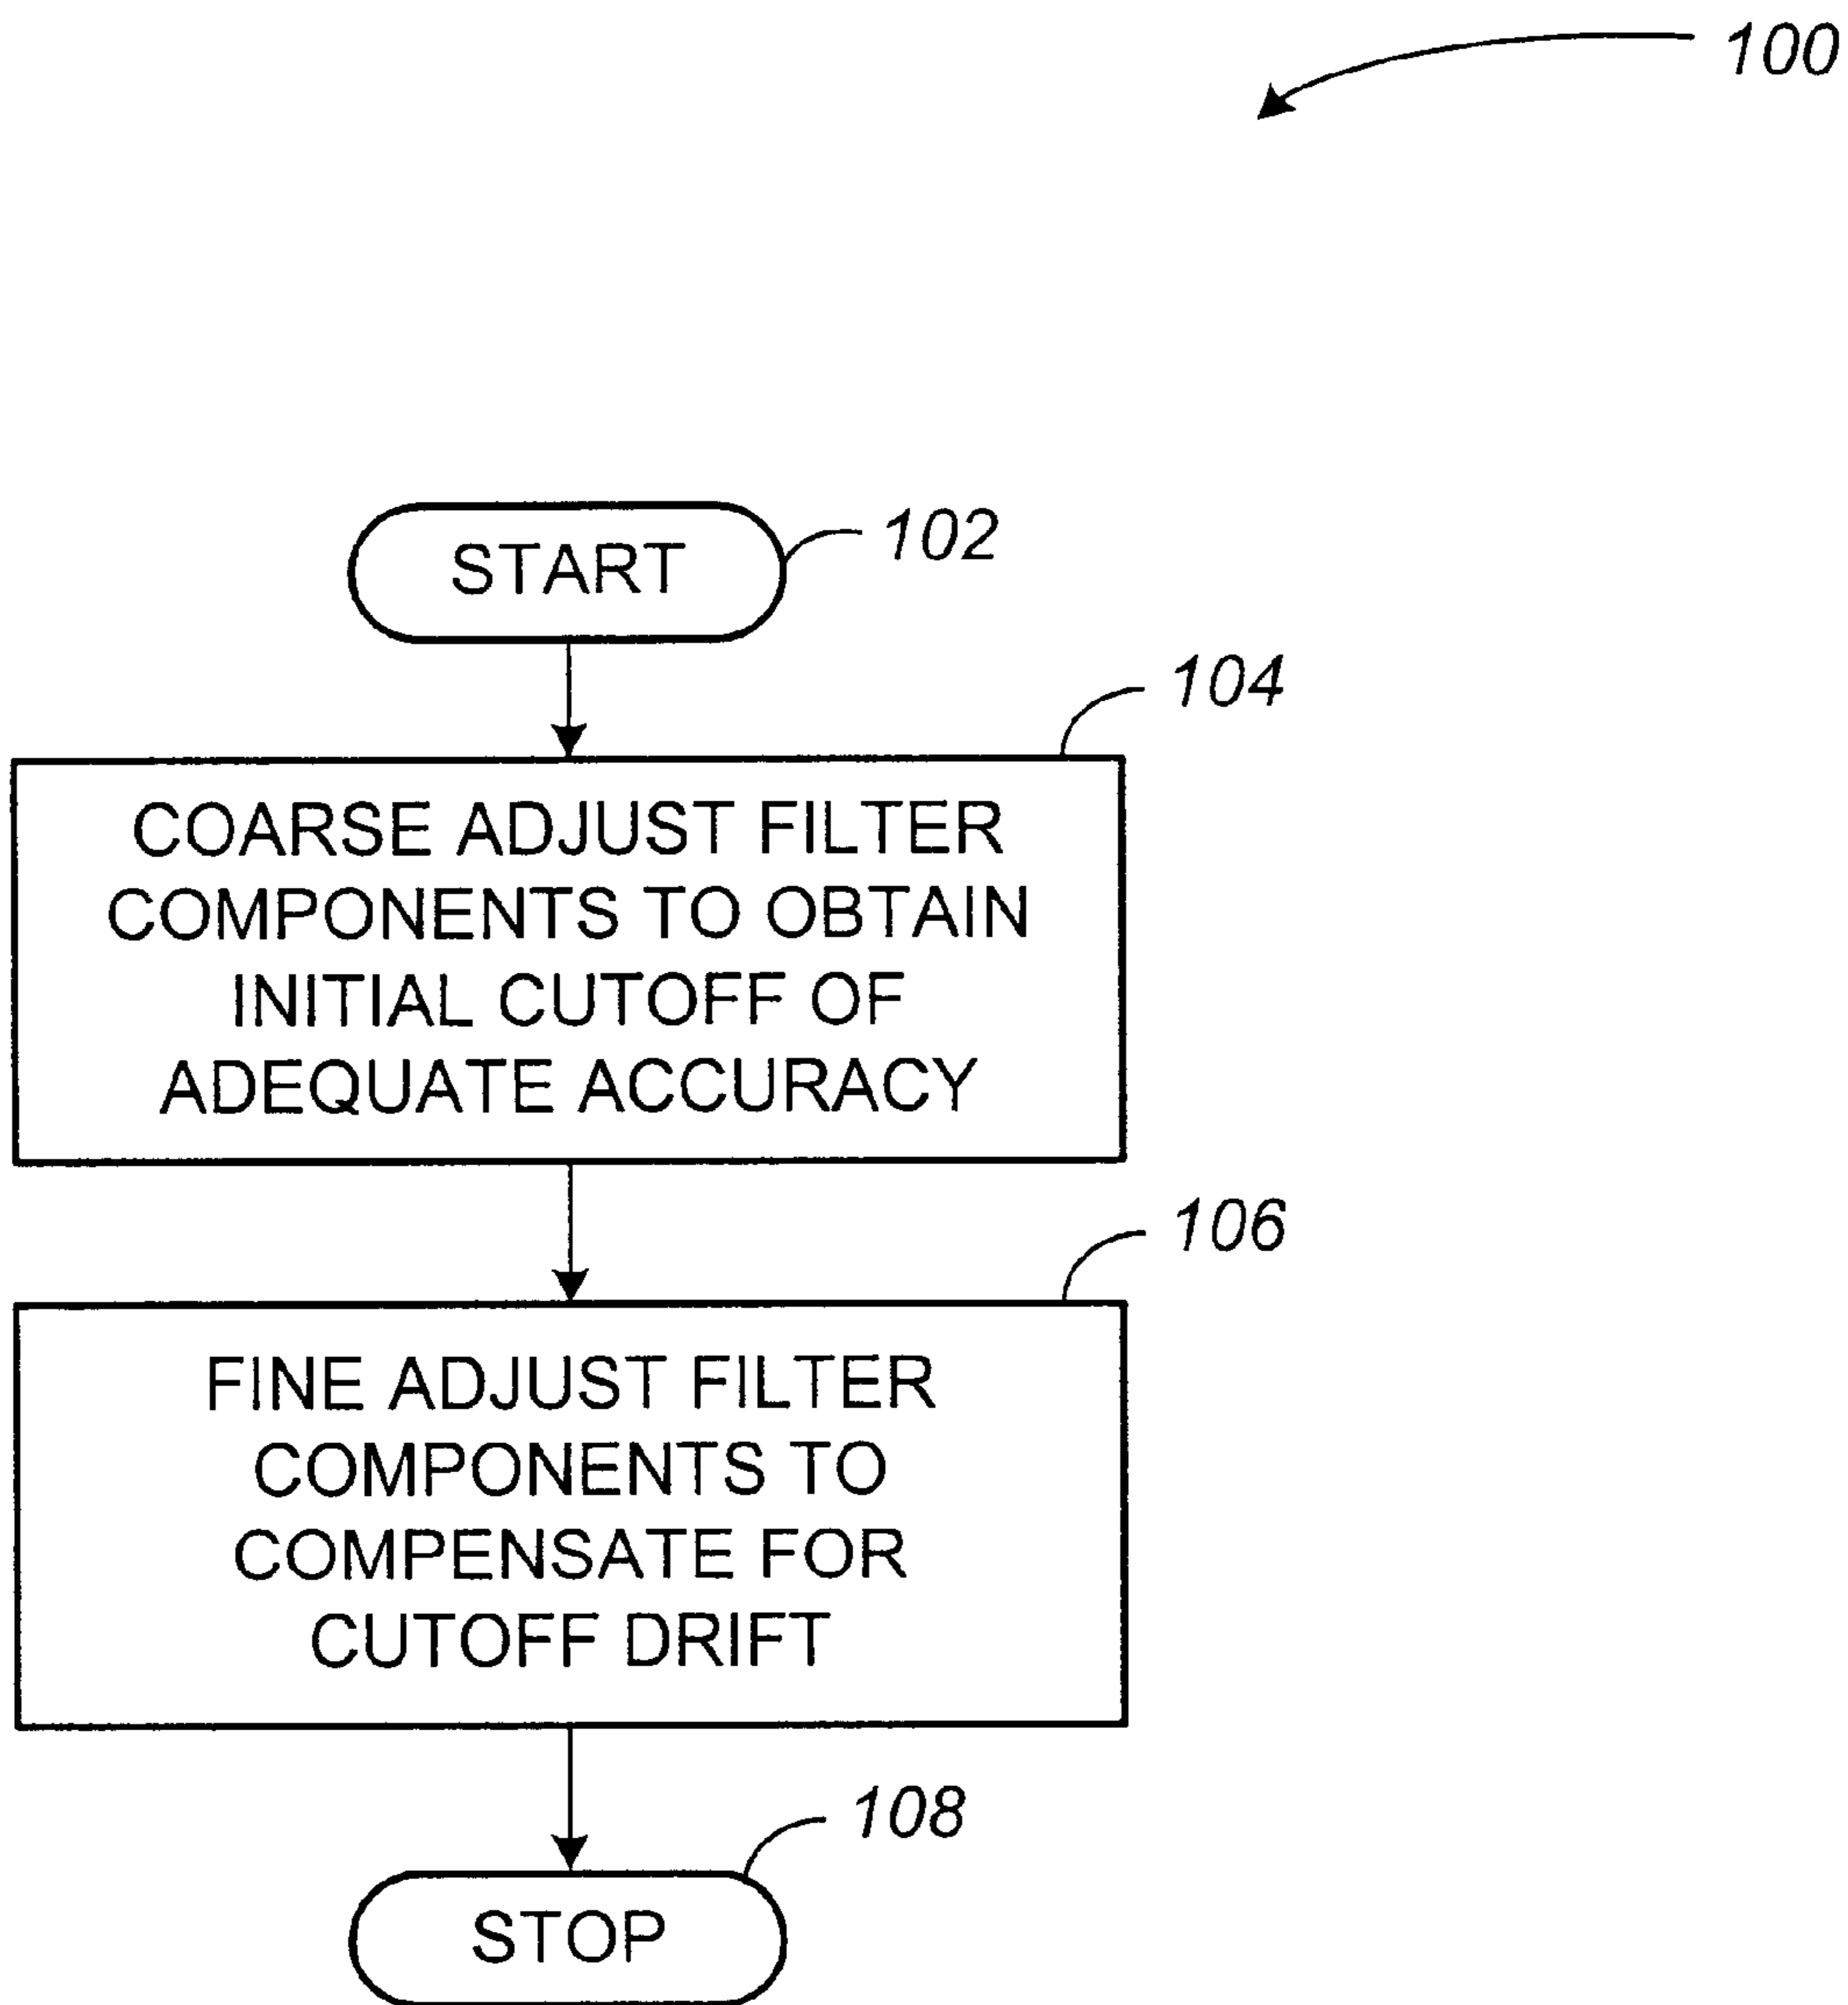 100
START
102
104
COARSE ADJUST FILTER
COMPONENTS TO OBTAIN
INITIAL CUTOFF OF
ADEQUATE ACCURACY
106
FINE ADJUST FILTER
COMPONENTS TO
COMPENSATE FOR
CUTOFF DRIFT
108
STOP